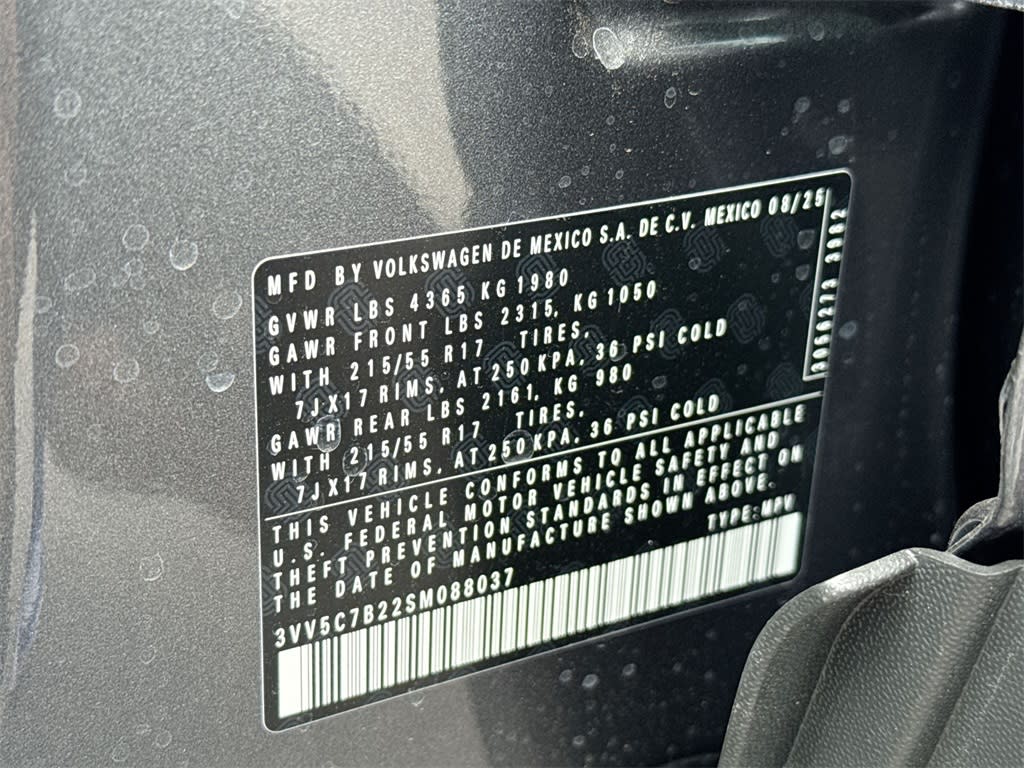 MFD BY VOLKSWAGEN DE MEXICO S.A. DE C.V. MEXICO 08/25
GVWR LBS 4365 KG 1980
GAWR FRONT LBS 2315, KG 1050
WITH 215/55 R17 TIRES,
7JX17 RIMS, AT 250 KPA, 36 PSI COLD
GAWR REAR LBS 2161, KG 980
WITH 215/55 R17 TIRES,
7JX17 RIMS, AT 250 KPA, 36 PSI COLD
THIS VEHICLE CONFORMS TO ALL APPLICABLE
U.S. FEDERAL MOTOR VEHICLE SAFETY AND
THEFT PREVENTION STANDARDS IN EFFECT ON
THE DATE OF MANUFACTURE SHOWN ABOVE.
TYPE: MPV
3VV5C7B22SM088037